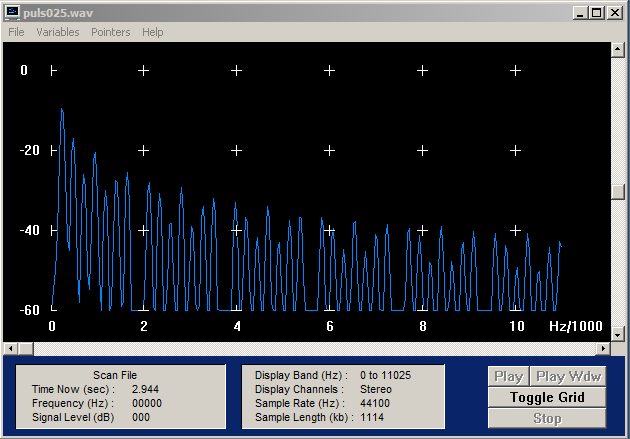 puls025.wav
File Variables Pointers Help
0
-20
-40
-60
0 2 4 6 8 10 Hz/1000
Scan File
Time Now (sec) : 2.944
Frequency (Hz) : 00000
Signal Level (dB) 000
Display Band (Hz) : 0 to 11025
Display Channels : Stereo
Sample Rate (Hz) : 44100
Sample Length (kb) : 1114
Play Play Wdw
Toggle Grid
Stop